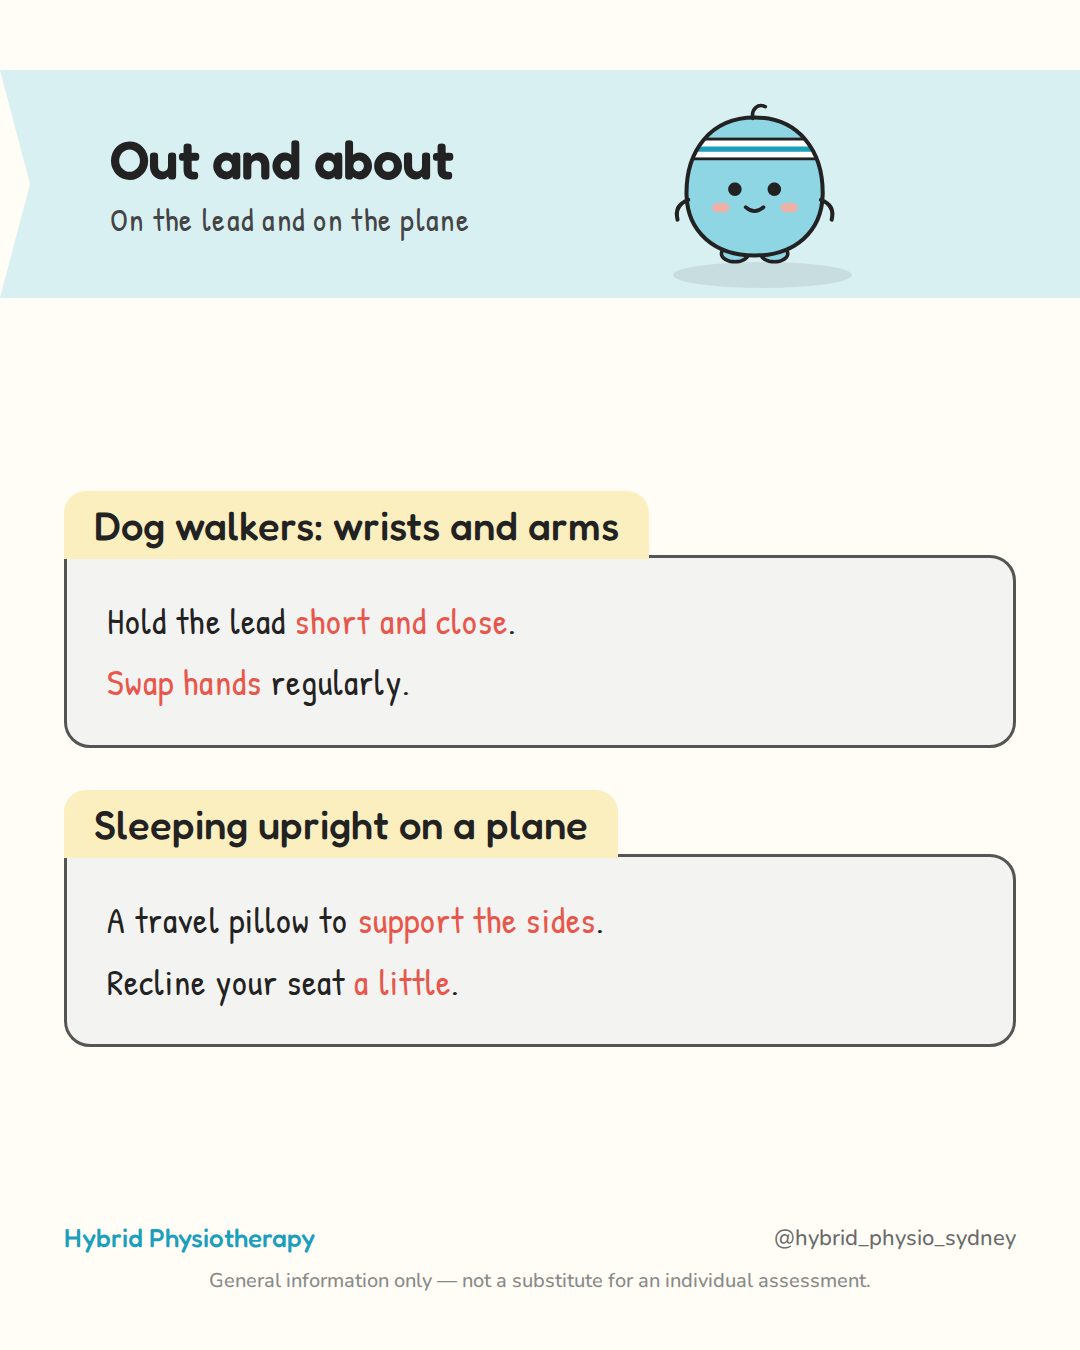 Out and about
On the lead and on the plane
Dog walkers: wrists and arms
Hold the lead short and close.
Swap hands regularly.
Sleeping upright on a plane
A travel pillow to support the sides.
Recline your seat a little.
Hybrid Physiotherapy
@hybrid_physio_sydney
General information only — not a substitute for an individual assessment.